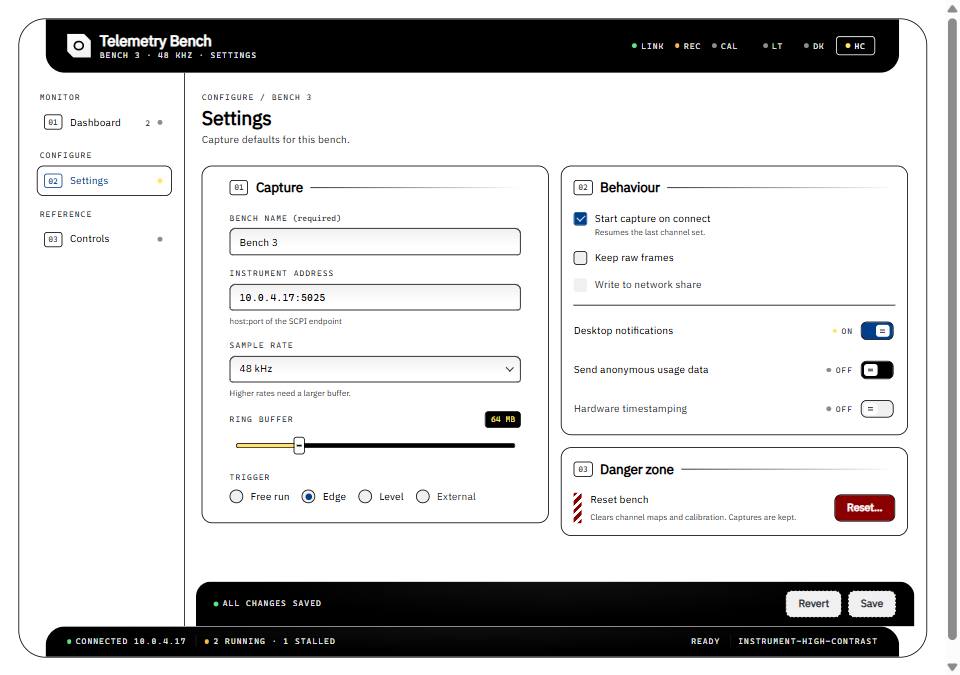 Telemetry Bench
BENCH 3 · 48 KHZ · SETTINGS
LINK REC CAL LT DK HC
MONITOR
01 Dashboard 2
CONFIGURE
02 Settings
REFERENCE
03 Controls
CONFIGURE / BENCH 3
Settings
Capture defaults for this bench.
01 Capture
BENCH NAME (required)
Bench 3
INSTRUMENT ADDRESS
10.0.4.17:5025
host:port of the SCPI endpoint
SAMPLE RATE
48 kHz
Higher rates need a larger buffer.
RING BUFFER 64 MB
TRIGGER
Free run Edge Level External
02 Behaviour
Start capture on connect
Resumes the last channel set.
Keep raw frames
Write to network share
Desktop notifications ON
Send anonymous usage data OFF
Hardware timestamping OFF
03 Danger zone
Reset bench
Clears channel maps and calibration. Captures are kept.
Reset...
ALL CHANGES SAVED Revert Save
CONNECTED 10.0.4.17 2 RUNNING · 1 STALLED READY INSTRUMENT-HIGH-CONTRAST